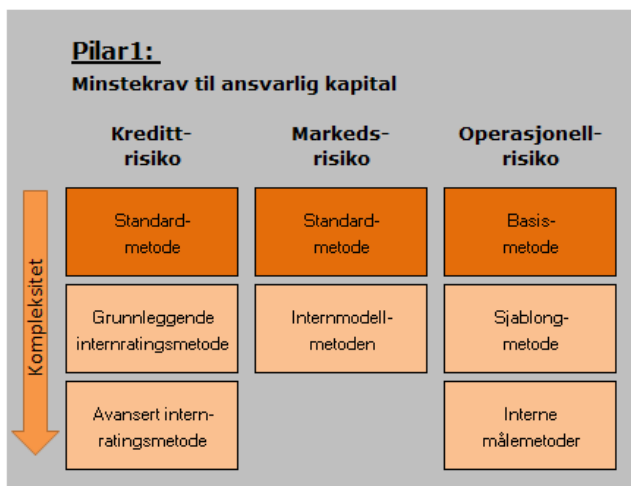 Pilar1:
Minstekrav til ansvarlig kapital
Kreditt-
risiko
Markeds-
risiko
Operasjonell-
risiko
Kompleksitet
Standard-
metode
Standard-
metode
Basis-
metode
Grunnleggende
internratingsmetode
Internmodell-
metoden
Sjablong-
metode
Avansert intern-
ratingsmetode
Interne
målemetoder